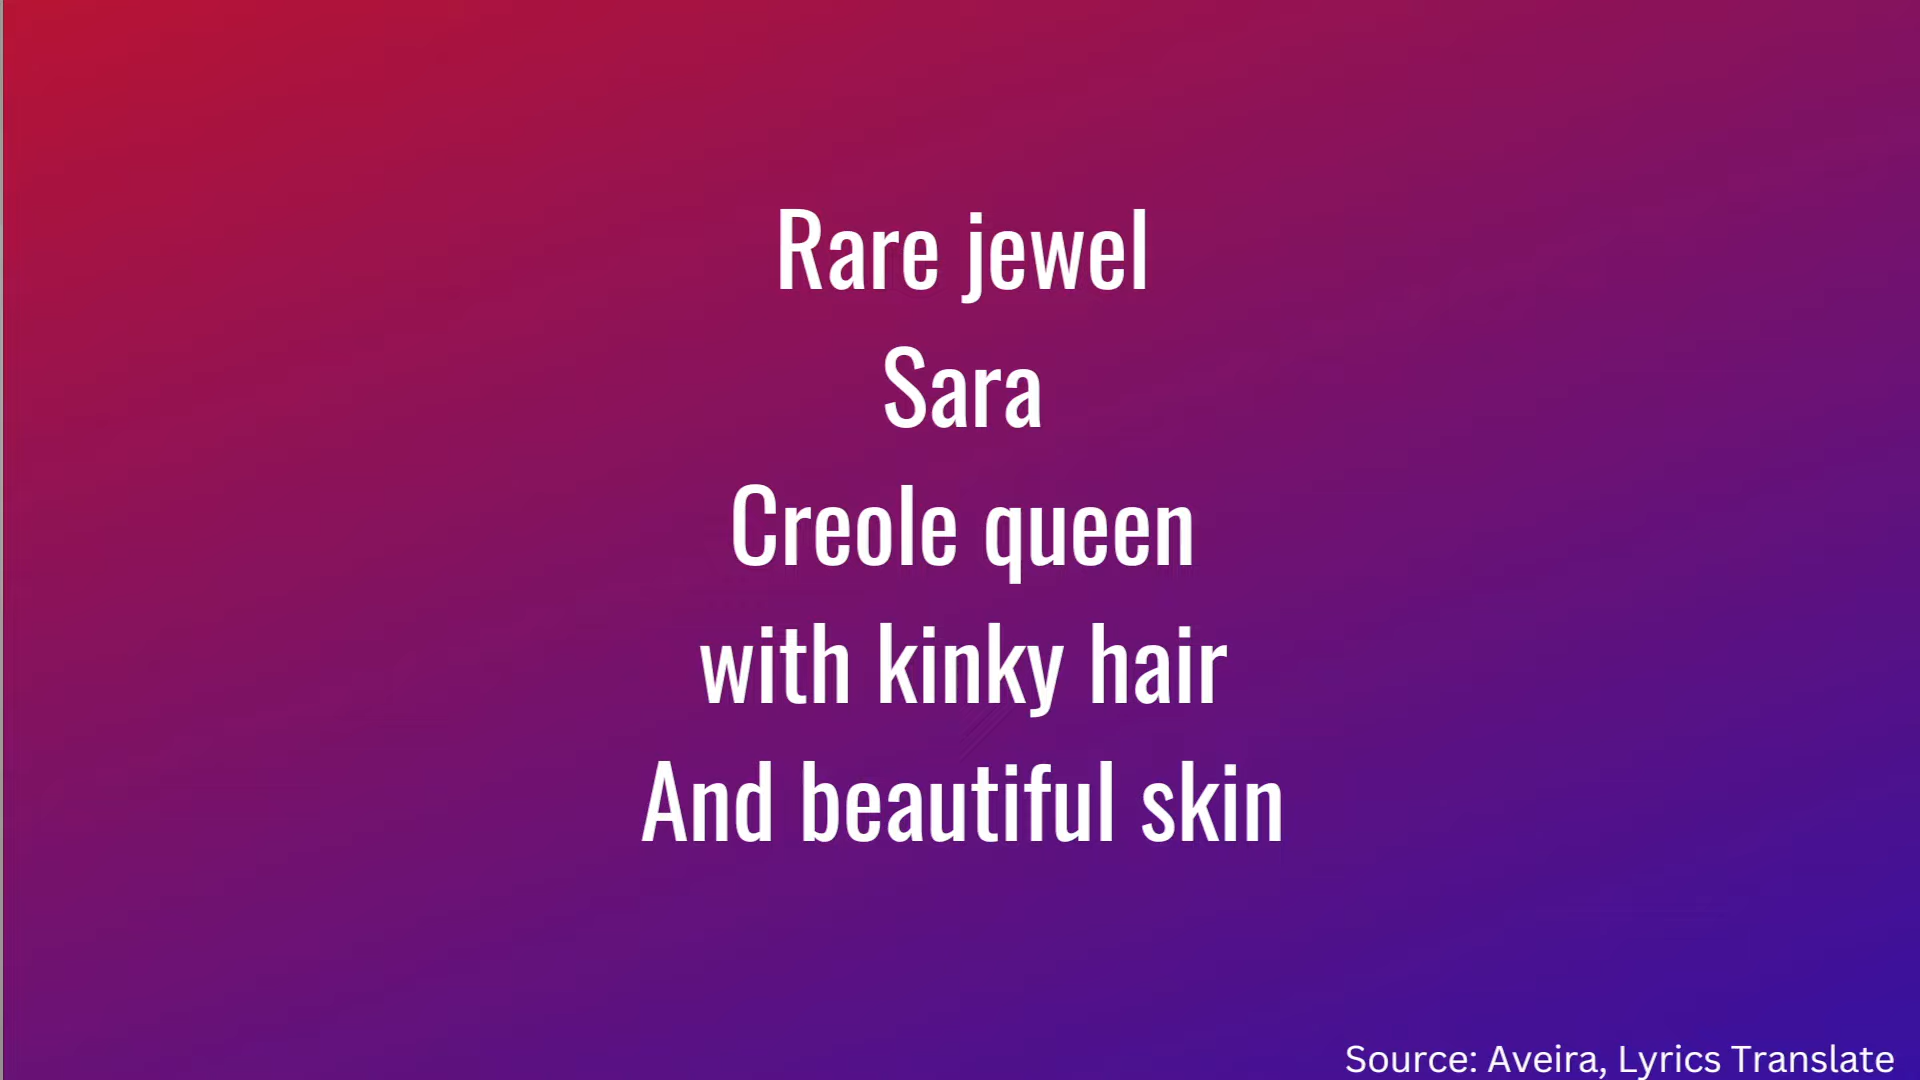 Rare jewel
Sara
Creole queen
with kinky hair
And beautiful skin
Source: Aveira, Lyrics Translate